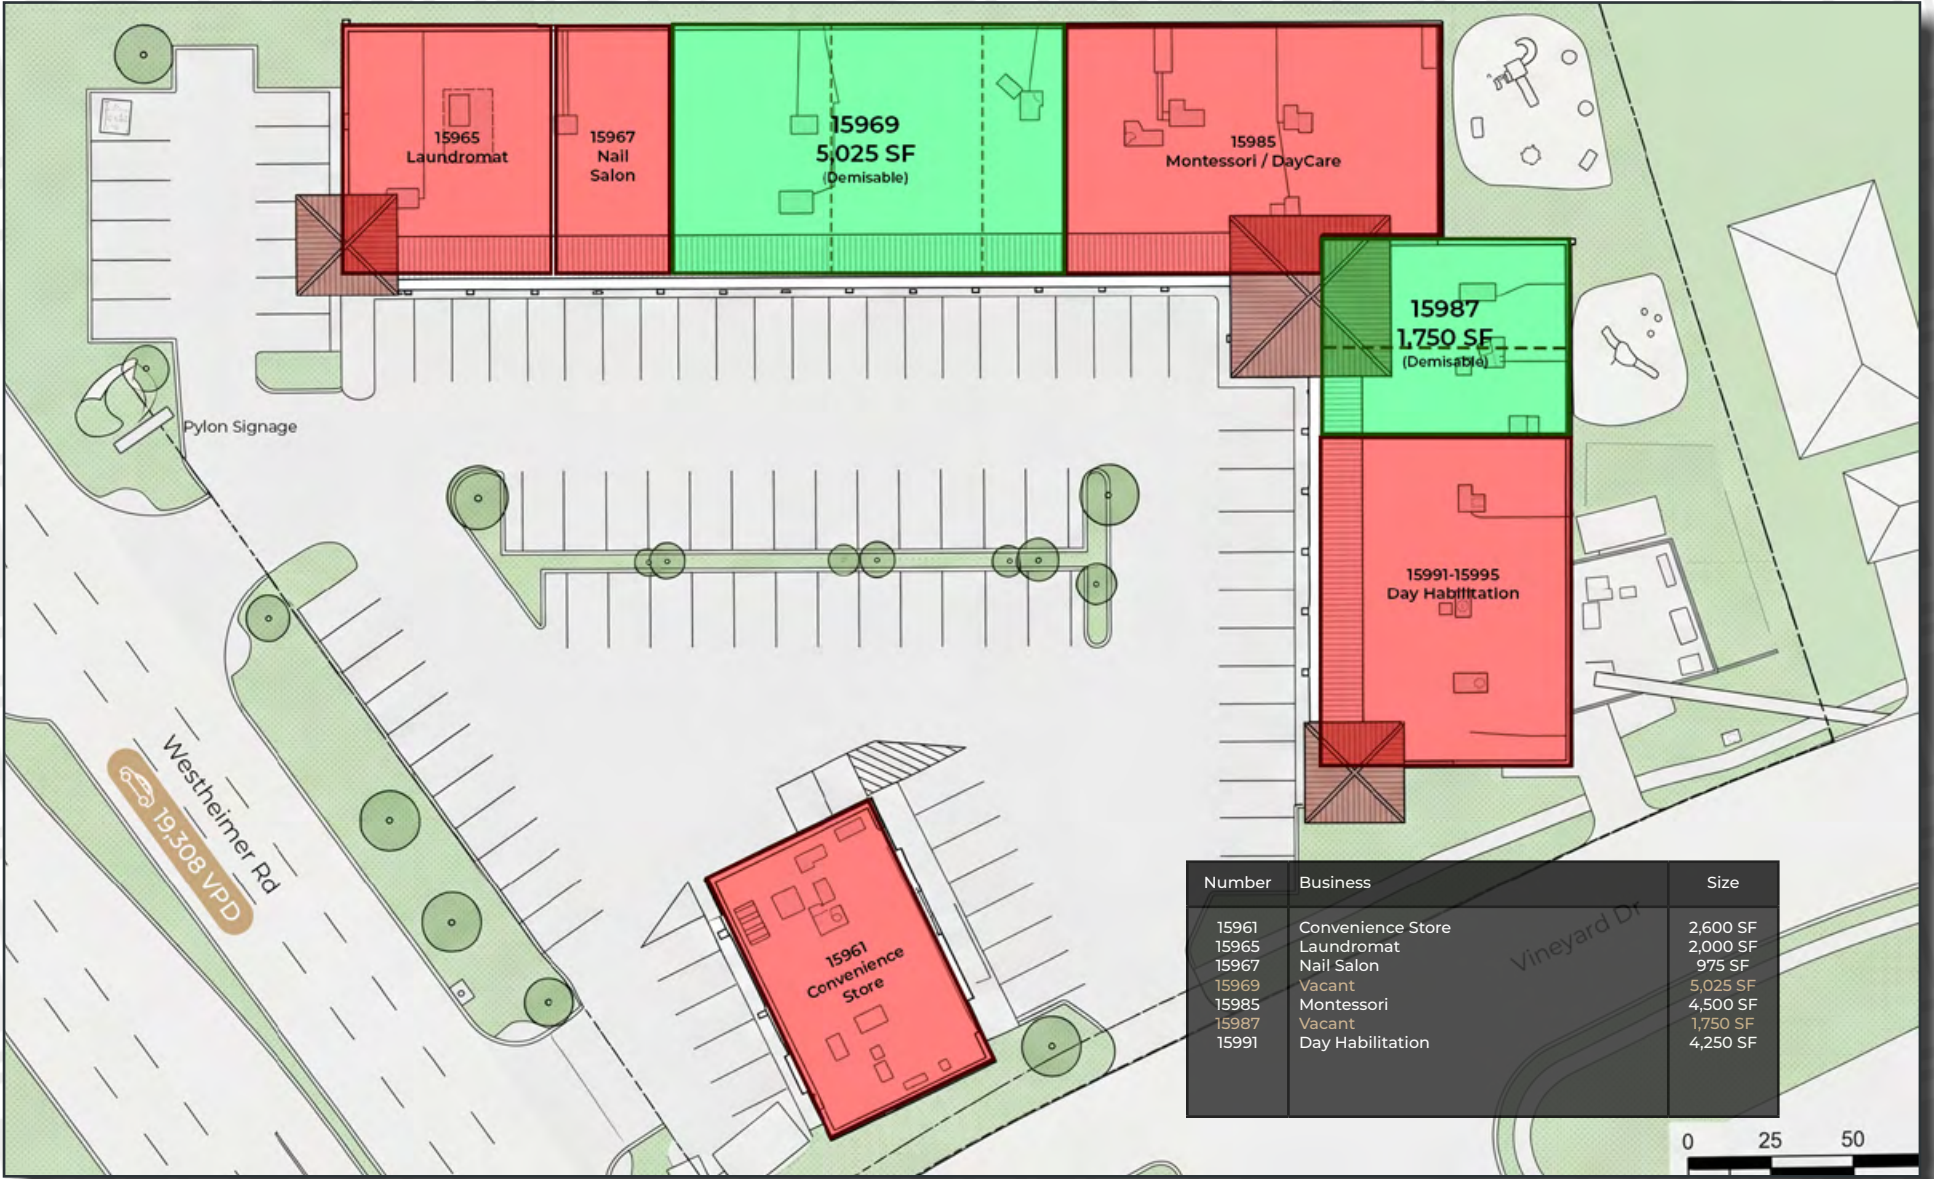 15965
Laundromat
15967
Nail
Salon
15969
5,025 SF
(Demisable)
15985
Montessori / DayCare
15987
1,750 SF
(Demisable)
Pylon Signage
15991-15995
Day Habilitation
Westheimer Rd
19,308 VPD
15961
Convenience
Store
Vineyard Dr
Number Business Size
15961 Convenience Store 2,600 SF
15965 Laundromat 2,000 SF
15967 Nail Salon 975 SF
15969 Vacant 5,025 SF
15985 Montessori 4,500 SF
15987 Vacant 1,750 SF
15991 Day Habilitation 4,250 SF
0 25 50